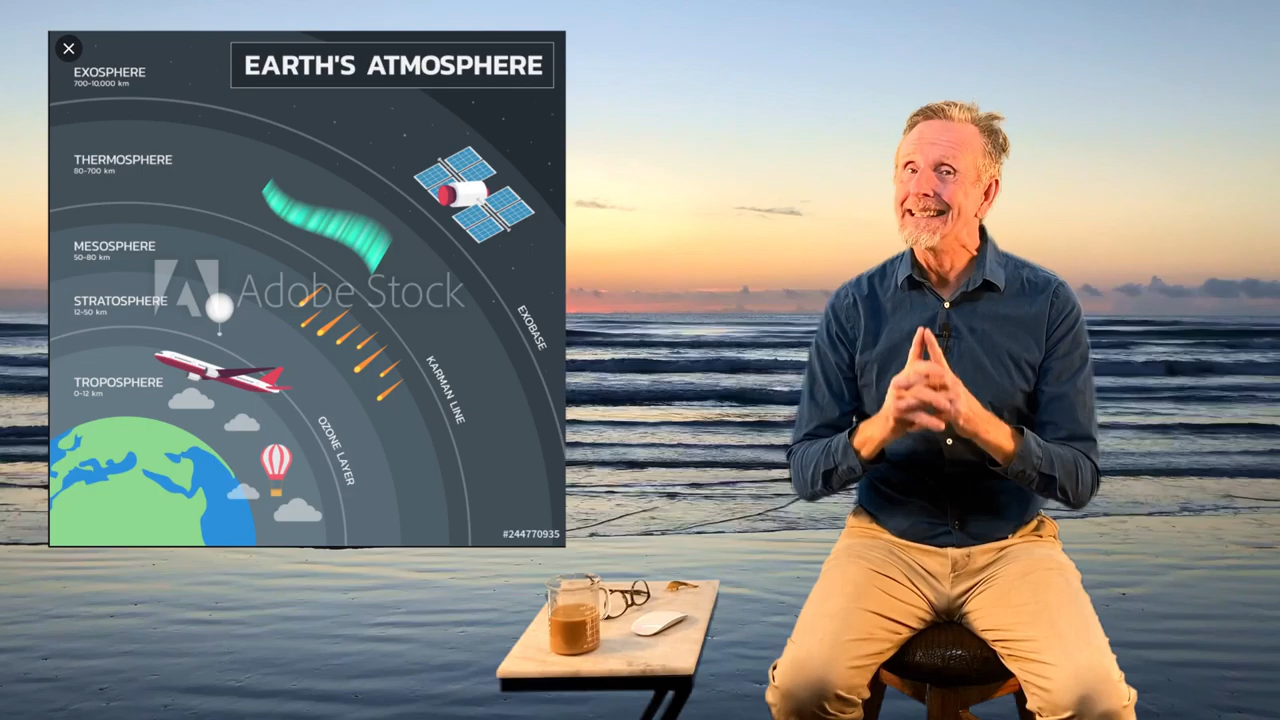 EARTH'S ATMOSPHERE
EXOSPHERE
700-10,000 km
THERMOSPHERE
80-700 km
MESOSPHERE
50-80 km
STRATOSPHERE
12-50 km
Adobe Stock
TROPOSPHERE
0-12 km
OZONE LAYER
KARMAN LINE
EXOBASE
#244770935